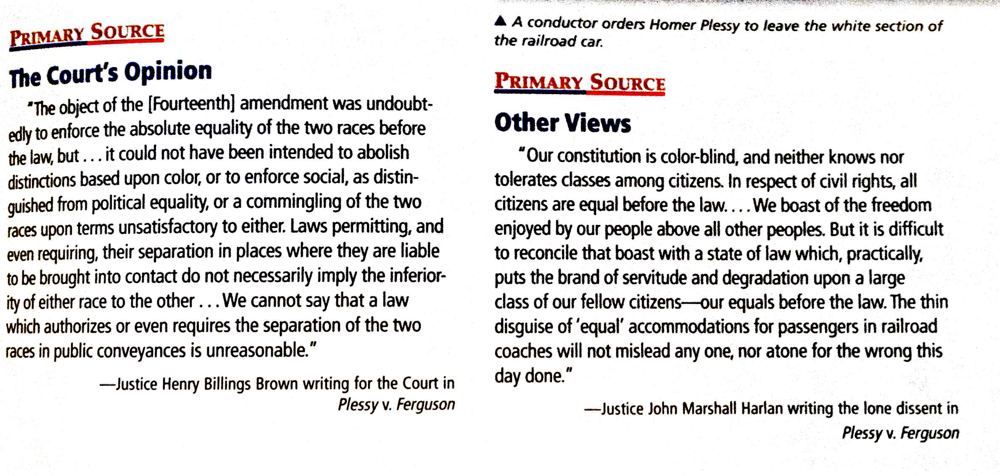 PRIMARY SOURCE
The Court's Opinion
"The object of the [Fourteenth] amendment was undoubt-
edly to enforce the absolute equality of the two races before
the law, but . . . it could not have been intended to abolish
distinctions based upon color, or to enforce social, as distin-
guished from political equality, or a commingling of the two
races upon terms unsatisfactory to either. Laws permitting, and
even requiring, their separation in places where they are liable
to be brought into contact do not necessarily imply the inferior-
ity of either race to the other . . . We cannot say that a law
which authorizes or even requires the separation of the two
races in public conveyances is unreasonable."
—Justice Henry Billings Brown writing for the Court in
Plessy v. Ferguson
▲ A conductor orders Homer Plessy to leave the white section of
the railroad car.
PRIMARY SOURCE
Other Views
"Our constitution is color-blind, and neither knows nor
tolerates classes among citizens. In respect of civil rights, all
citizens are equal before the law. . . . We boast of the freedom
enjoyed by our people above all other peoples. But it is difficult
to reconcile that boast with a state of law which, practically,
puts the brand of servitude and degradation upon a large
class of our fellow citizens—our equals before the law. The thin
disguise of 'equal' accommodations for passengers in railroad
coaches will not mislead any one, nor atone for the wrong this
day done."
—Justice John Marshall Harlan writing the lone dissent in
Plessy v. Ferguson